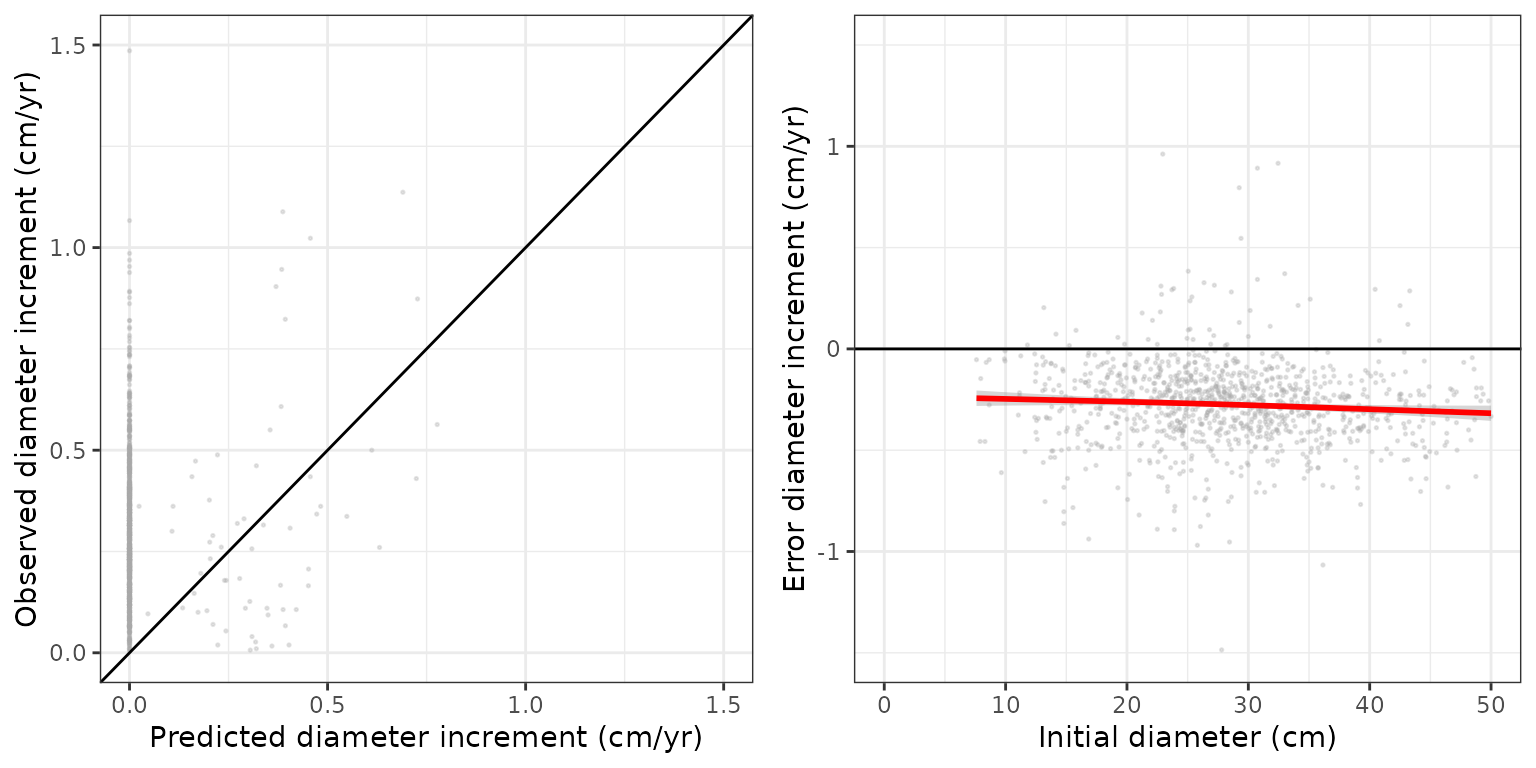 Observed diameter increment (cm/yr)
1.5
1.0
0.5
0.0
0.0 0.5 1.0 1.5
Predicted diameter increment (cm/yr)
Error diameter increment (cm/yr)
1
0
-1
0 10 20 30 40 50
Initial diameter (cm)